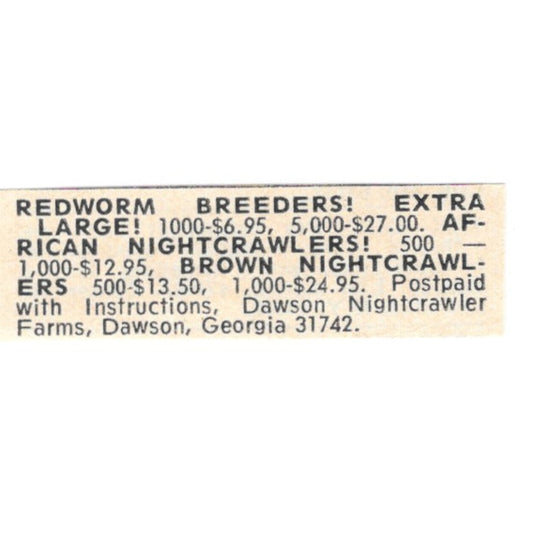 REDWORM BREEDERS! EXTRA
LARGE! 1000-$6.95, 5,000-$27.00. AF-
RICAN NIGHTCRAWLERS! 500 —
1,000-$12.95, BROWN NIGHTCRAWL-
ERS 500-$13.50, 1,000-$24.95. Postpaid
with Instructions, Dawson Nightcrawler
Farms, Dawson, Georgia 31742.